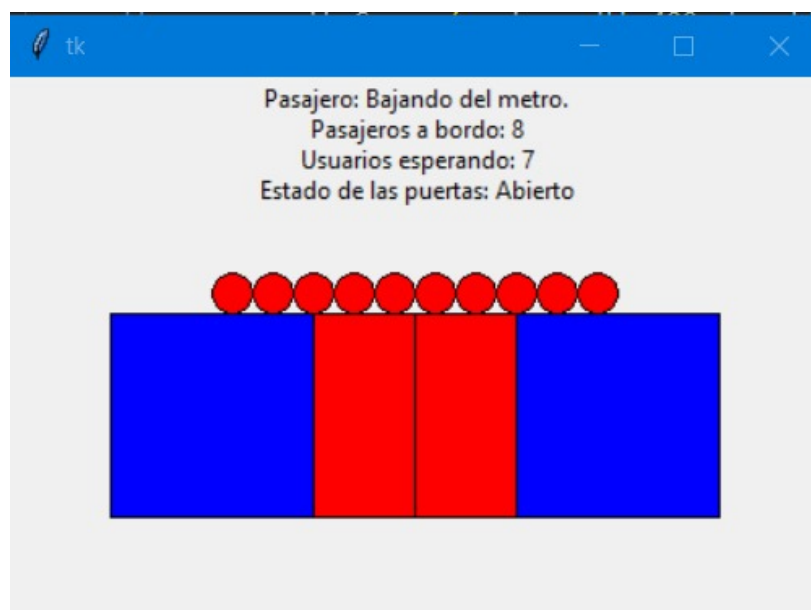 tk
Pasajero: Bajando del metro.
Pasajeros a bordo: 8
Usuarios esperando: 7
Estado de las puertas: Abierto